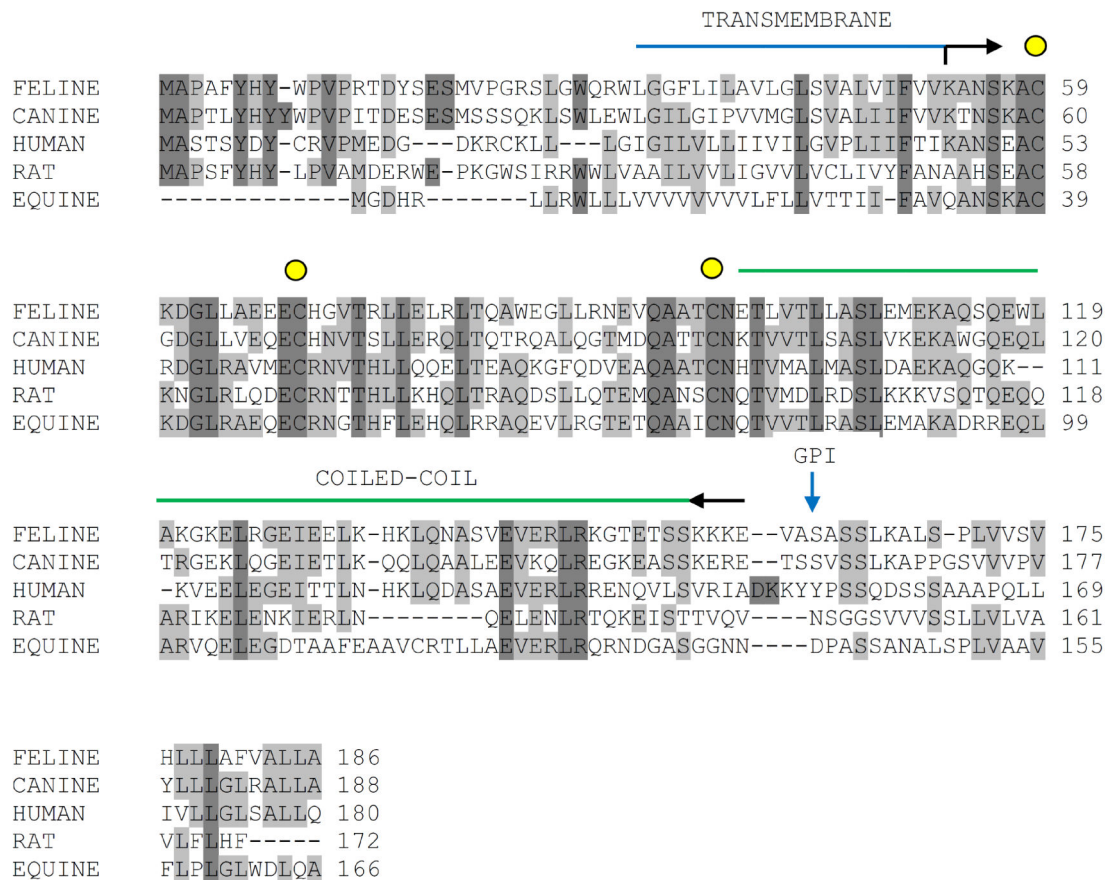 TRANSMEMBRANE
FELINE MAPAFYHY-WPVPRTDYSESMVPGRSLGWQRWLGGFLILAVLGLSVALVIFVVKANSKAC 59
CANINE MAPTLYHYYWPVPITDESESMSSSQKLSWLEWLGILGIPVVMGLSVALIIFVVKTNSKAC 60
HUMAN MASTSYDY-CRVPMEDG---DKRCKLL---LGIGILVLLIIVILGVPLIIFTIKANSEAC 53
RAT MAPSFYHY-LPVAMDERWE-PKGWSIRRWWLVAAILVVLIGVVLVCLIVYFANAAHSEAC 58
EQUINE -------------MGDHR-------LLRWLLLVVVVVVVVLFLLVTTII-FAVQANSKAC 39
FELINE KDGLLAEEECHGVTRLLELRLTQAWEGLLRNEVQAATCNETLVTLLASLEMEKAQSQEWL 119
CANINE GDGLLVEQECHNVTSLLERQLTQTRQALQGTMDQATTCNKTVVTLSASLVKEKAWGQEQL 120
HUMAN RDGLRAVMECRNVTHLLQQELTEAQKGFQDVEAQAATCNHTVMALMASLDAEKAQGQK-- 111
RAT KNGLRLQDECRNTTHLLKHQLTRAQDSLLQTEMQANSCNQTVMDLRDSLKKKVSQTQEQQ 118
EQUINE KDGLRAEQECRNGTHFLEHQLRRAQEVLRGTETQAAICNQTVVTLRASLEMAKADRREQL 99
GPI
COILED-COIL
FELINE AKGKELRGEIEELK-HKLQNASVEVERLRKGTETSSKKKE--VASASSLKALS-PLVVSV 175
CANINE TRGEKLQGEIETLK-QQLQAALEEVKQLREGKEASSKERE--TSSVSSLKAPPGSVVVPV 177
HUMAN -KVEELEGEITTLN-HKLQDASAEVERLRRENQVLSVRIADKKYYPSSQDSSSAAAPQLL 169
RAT ARIKELENKIERLN--------QELENLRTQKEISTTVQV----NSGGSVVVSSLLVLVA 161
EQUINE ARVQELEGDTAAFEAAVCRTLLAEVERLRQRNDGASGGNN----DPASSANALSPLVAAV 155
FELINE HLLLAFVALLA 186
CANINE YLLLGLRALLA 188
HUMAN IVLLGLSALLQ 180
RAT VLFLHF----- 172
EQUINE FLPLGLWDLQA 166